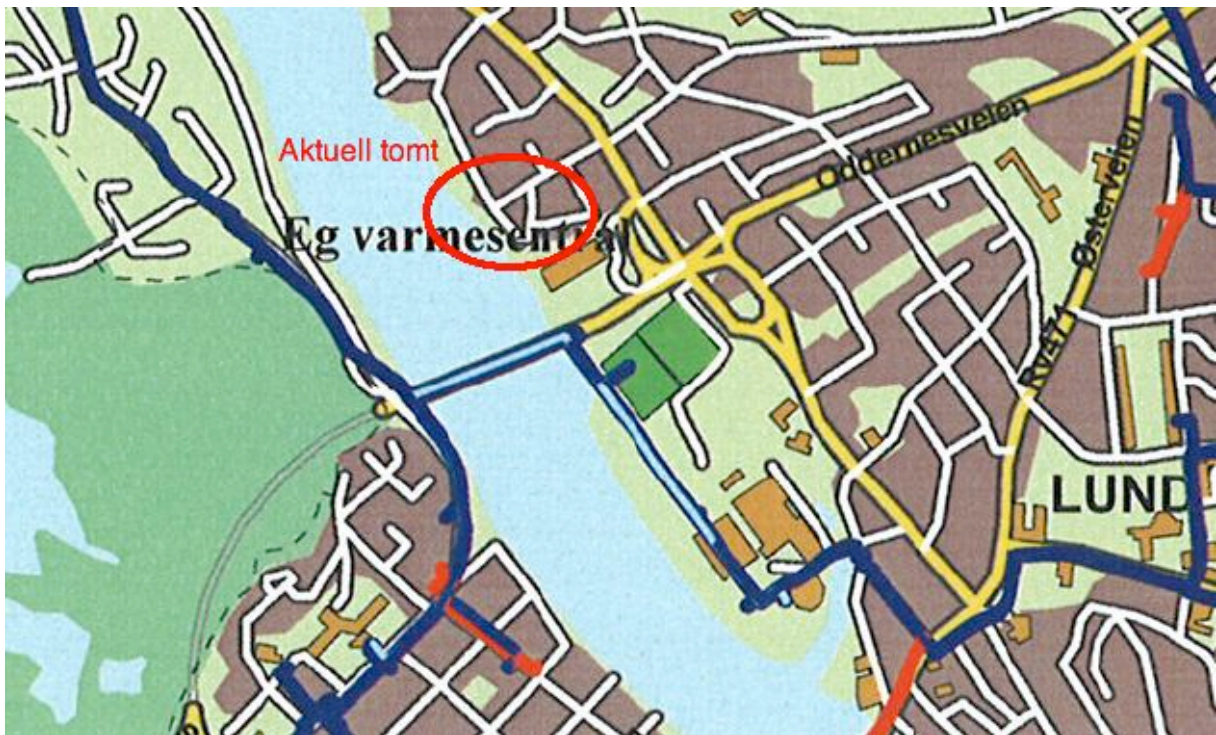 Aktuell tomt
Eg varmesentral
Oddernesveien
Østerveien
Rv471
LUND